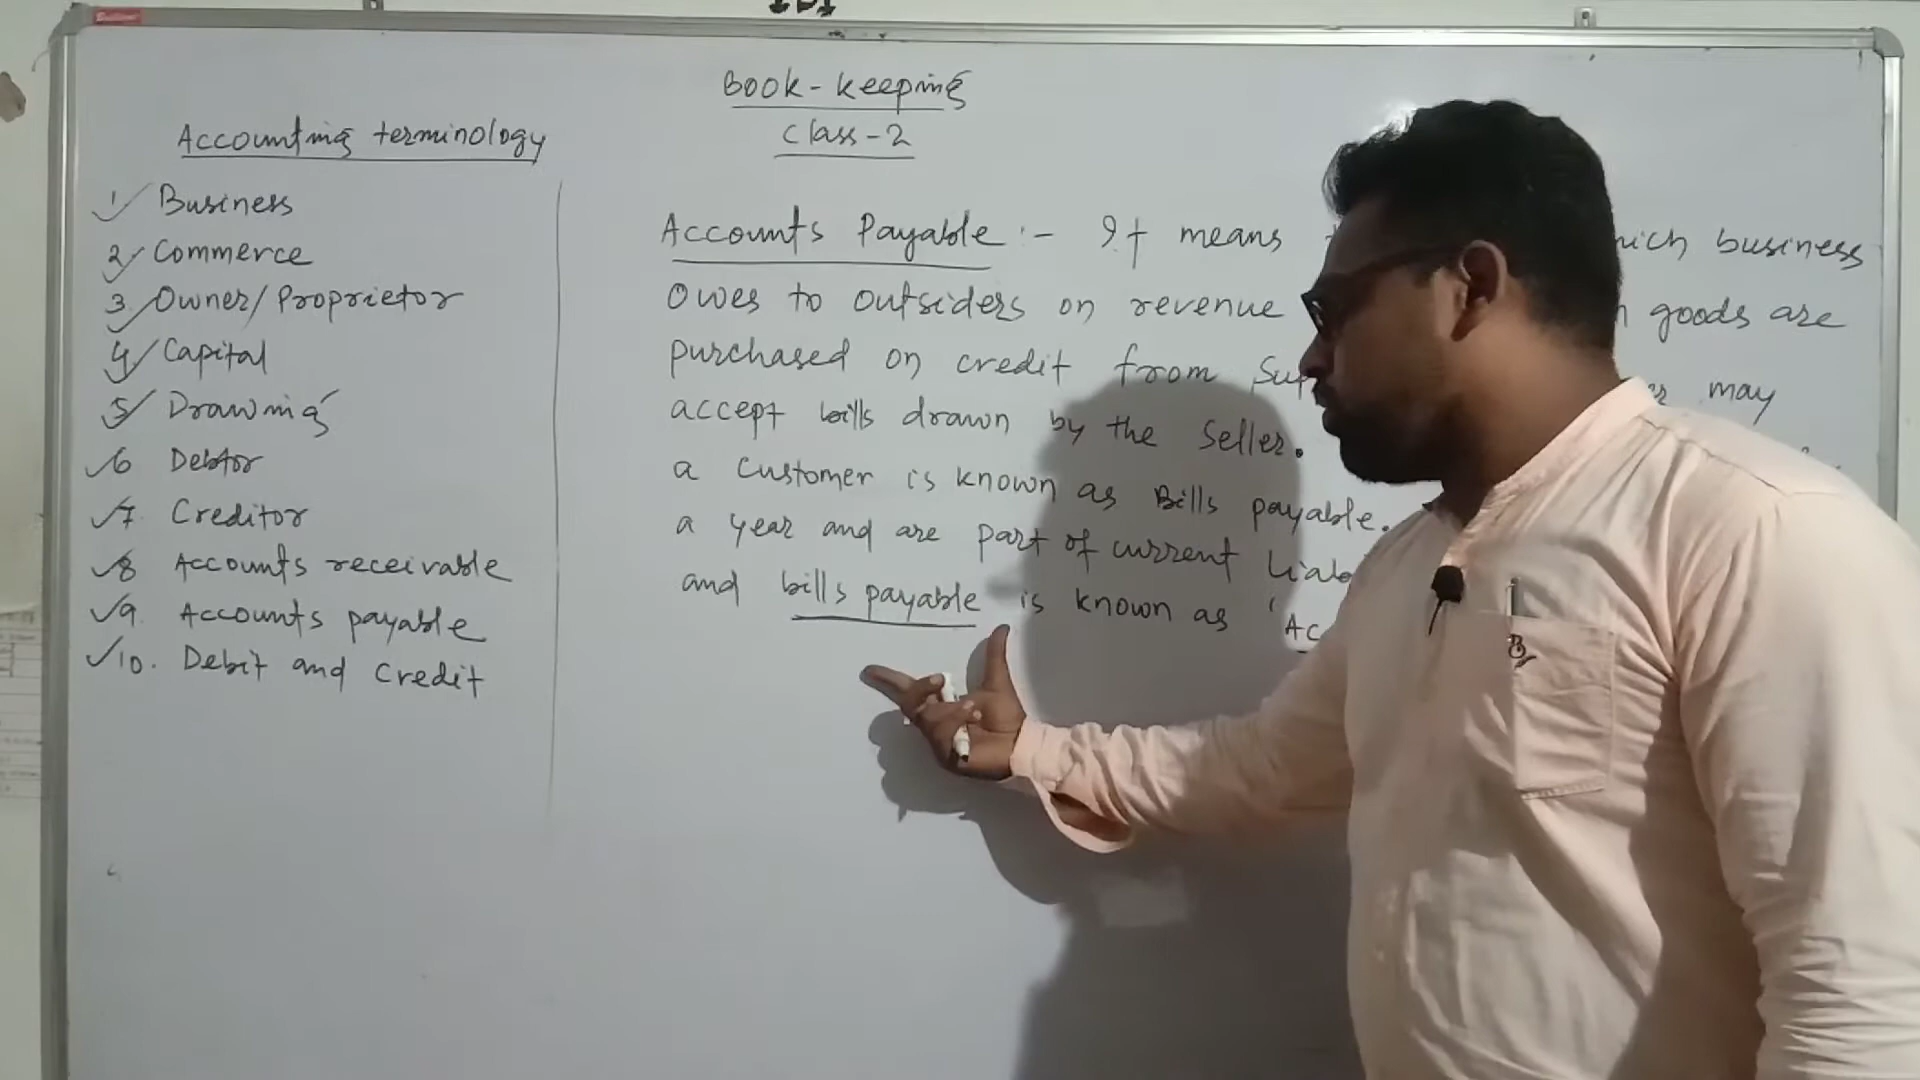 Book-keeping
Class-2
Accounting terminology
1 Business
2 Commerce
3. Owner/Proprietor
4 Capital
5 Drawing
6 Debtor
7. Creditor
8 Accounts receivable
9. Accounts payable
10. Debit and Credit
Accounts Payable :- It means business
Owes to outsiders on revenue goods are
purchased on credit from may
accept bills drawn by the Seller.
a Customer is known as Bills payable.
a year and are part of current
and bills payable is known as '